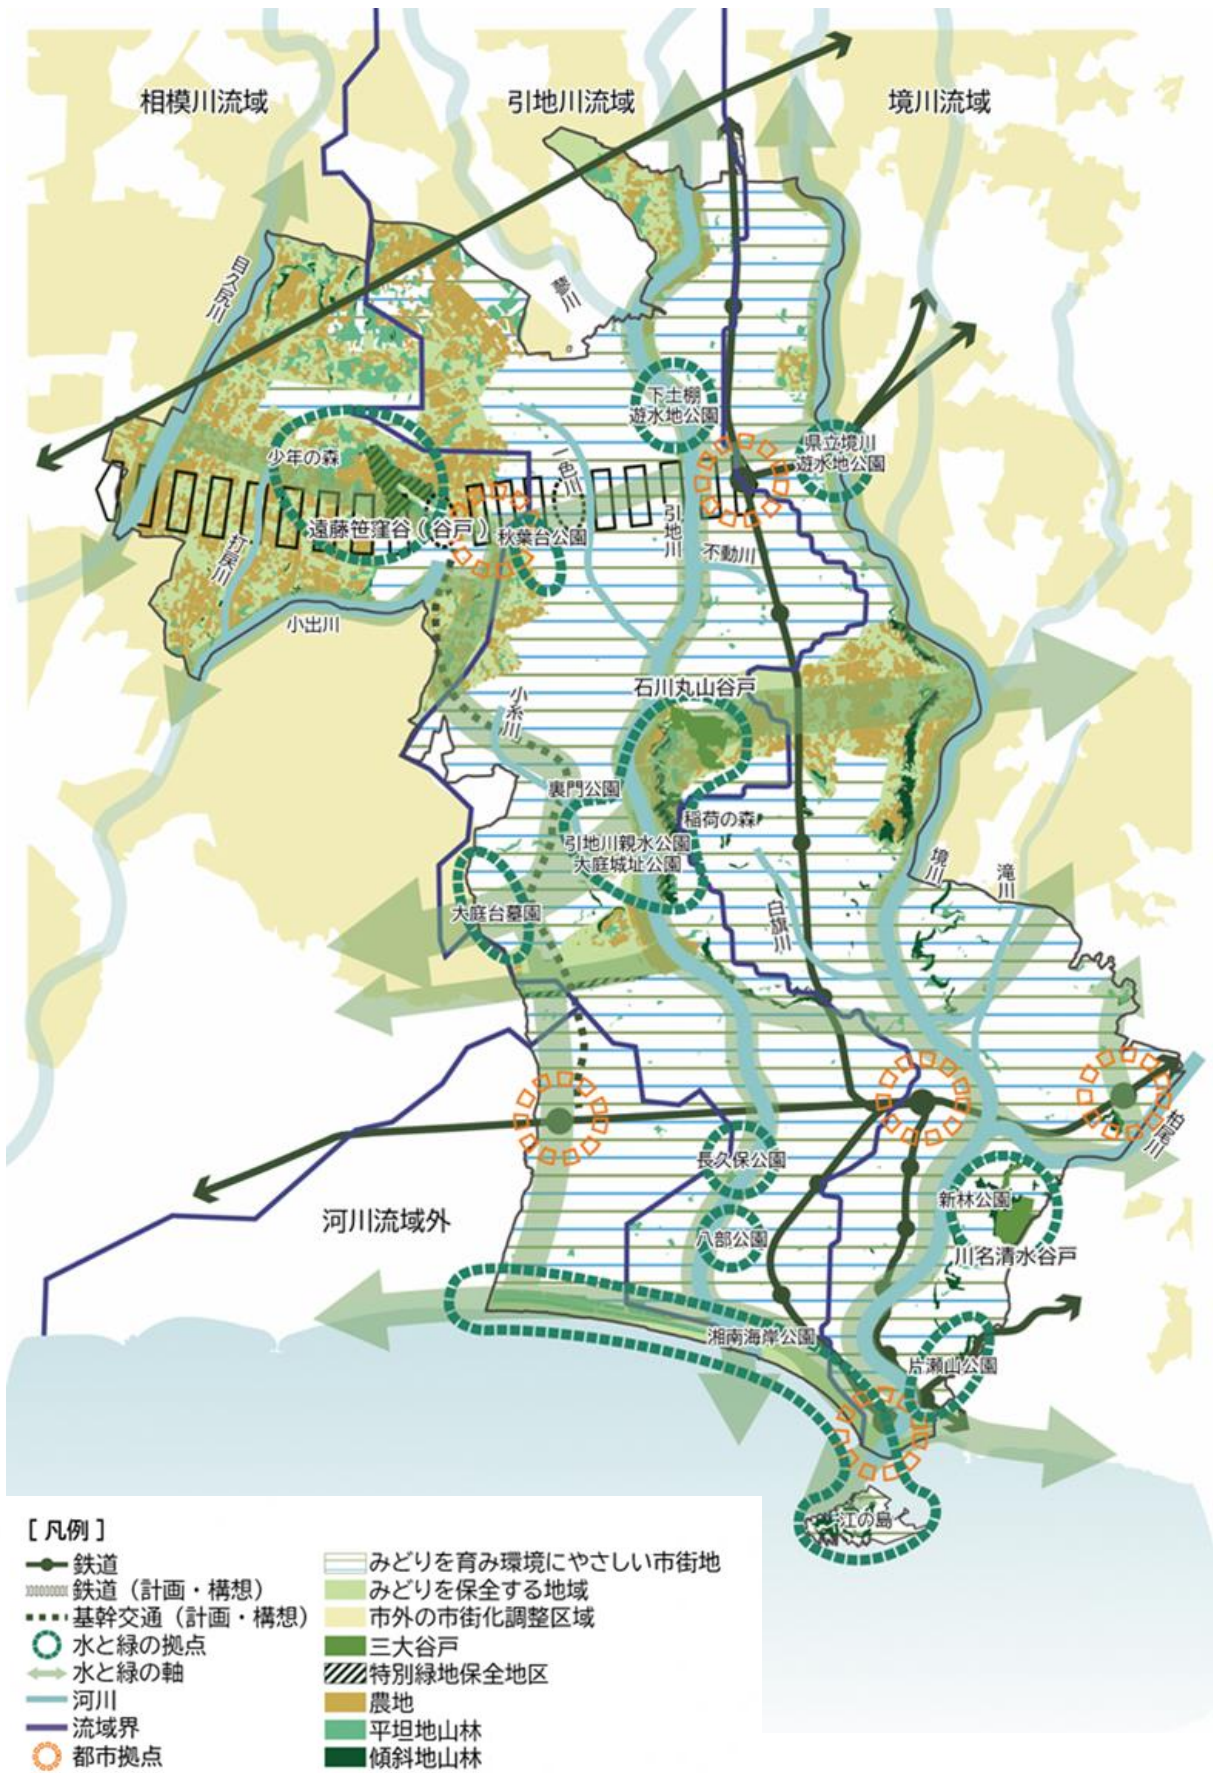 相模川流域
引地川流域
境川流域
目久尻川
蓼川
下土棚
遊水地公園
県立境川
遊水地公園
少年の森
一色川
遠藤笹窪谷(谷戸)
秋葉台公園
引地川
不動川
打戻川
小出川
石川丸山谷戸
小糸川
裏門公園
稲荷の森
引地川親水公園
大庭城址公園
境川
滝川
大庭台墓園
白旗川
柏尾川
長久保公園
新林公園
河川流域外
八部公園
川名清水谷戸
湘南海岸公園
片瀬山公園
江の島
[凡例]
鉄道
鉄道(計画・構想)
基幹交通(計画・構想)
水と緑の拠点
水と緑の軸
河川
流域界
都市拠点
みどりを育み環境にやさしい市街地
みどりを保全する地域
市外の市街化調整区域
三大谷戸
特別緑地保全地区
農地
平坦地山林
傾斜地山林